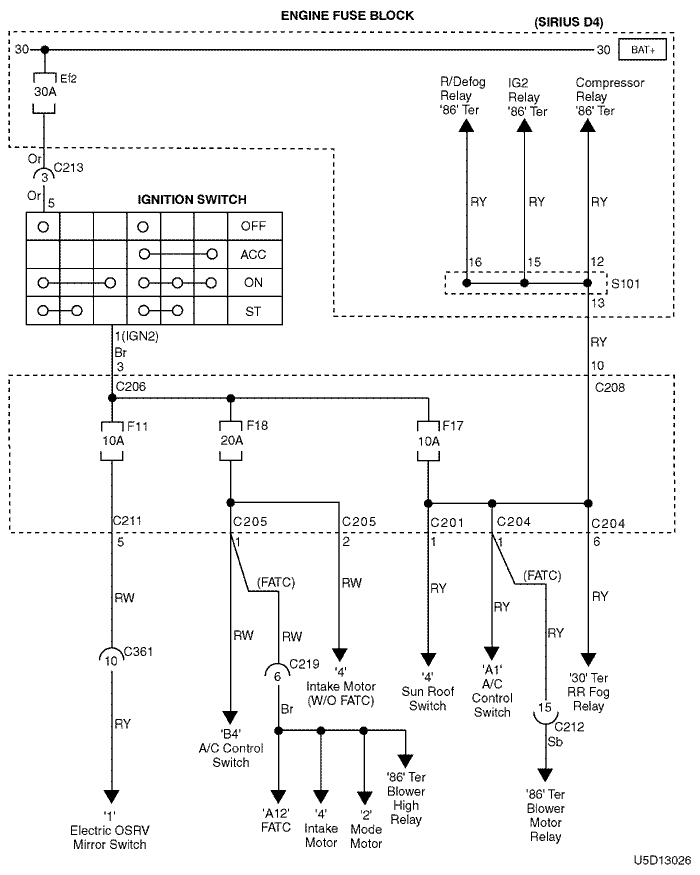 ENGINE FUSE BLOCK
(SIRIUS D4)
30
30
BAT+
Ef2
30A
R/Defog
Relay
'86' Ter
IG2
Relay
'86' Ter
Compressor
Relay
'86' Ter
Or
C213
3
Or
5
IGNITION SWITCH
OFF
ACC
ON
ST
RY
RY
RY
16
15
12
S101
13
1(IGN2)
Br
3
RY
10
C206
C208
F11
10A
F18
20A
F17
10A
C211
5
C205
1
C205
2
C201
1
C204
1
C204
6
(FATC)
(FATC)
RW
RW
RW
RW
RY
RY
RY
RY
C361
10
C219
6
'4'
Intake Motor
(W/O FATC)
'4'
Sun Roof
Switch
'A1'
A/C
Control
Switch
'30' Ter
RR Fog
Relay
RY
Br
15
C212
Sb
'B4'
A/C Control
Switch
'86' Ter
Blower
High
Relay
'86' Ter
Blower
Motor
Relay
'1'
Electric OSRV
Mirror Switch
'A12'
FATC
'4'
Intake
Motor
'2'
Mode
Motor
U5D13026